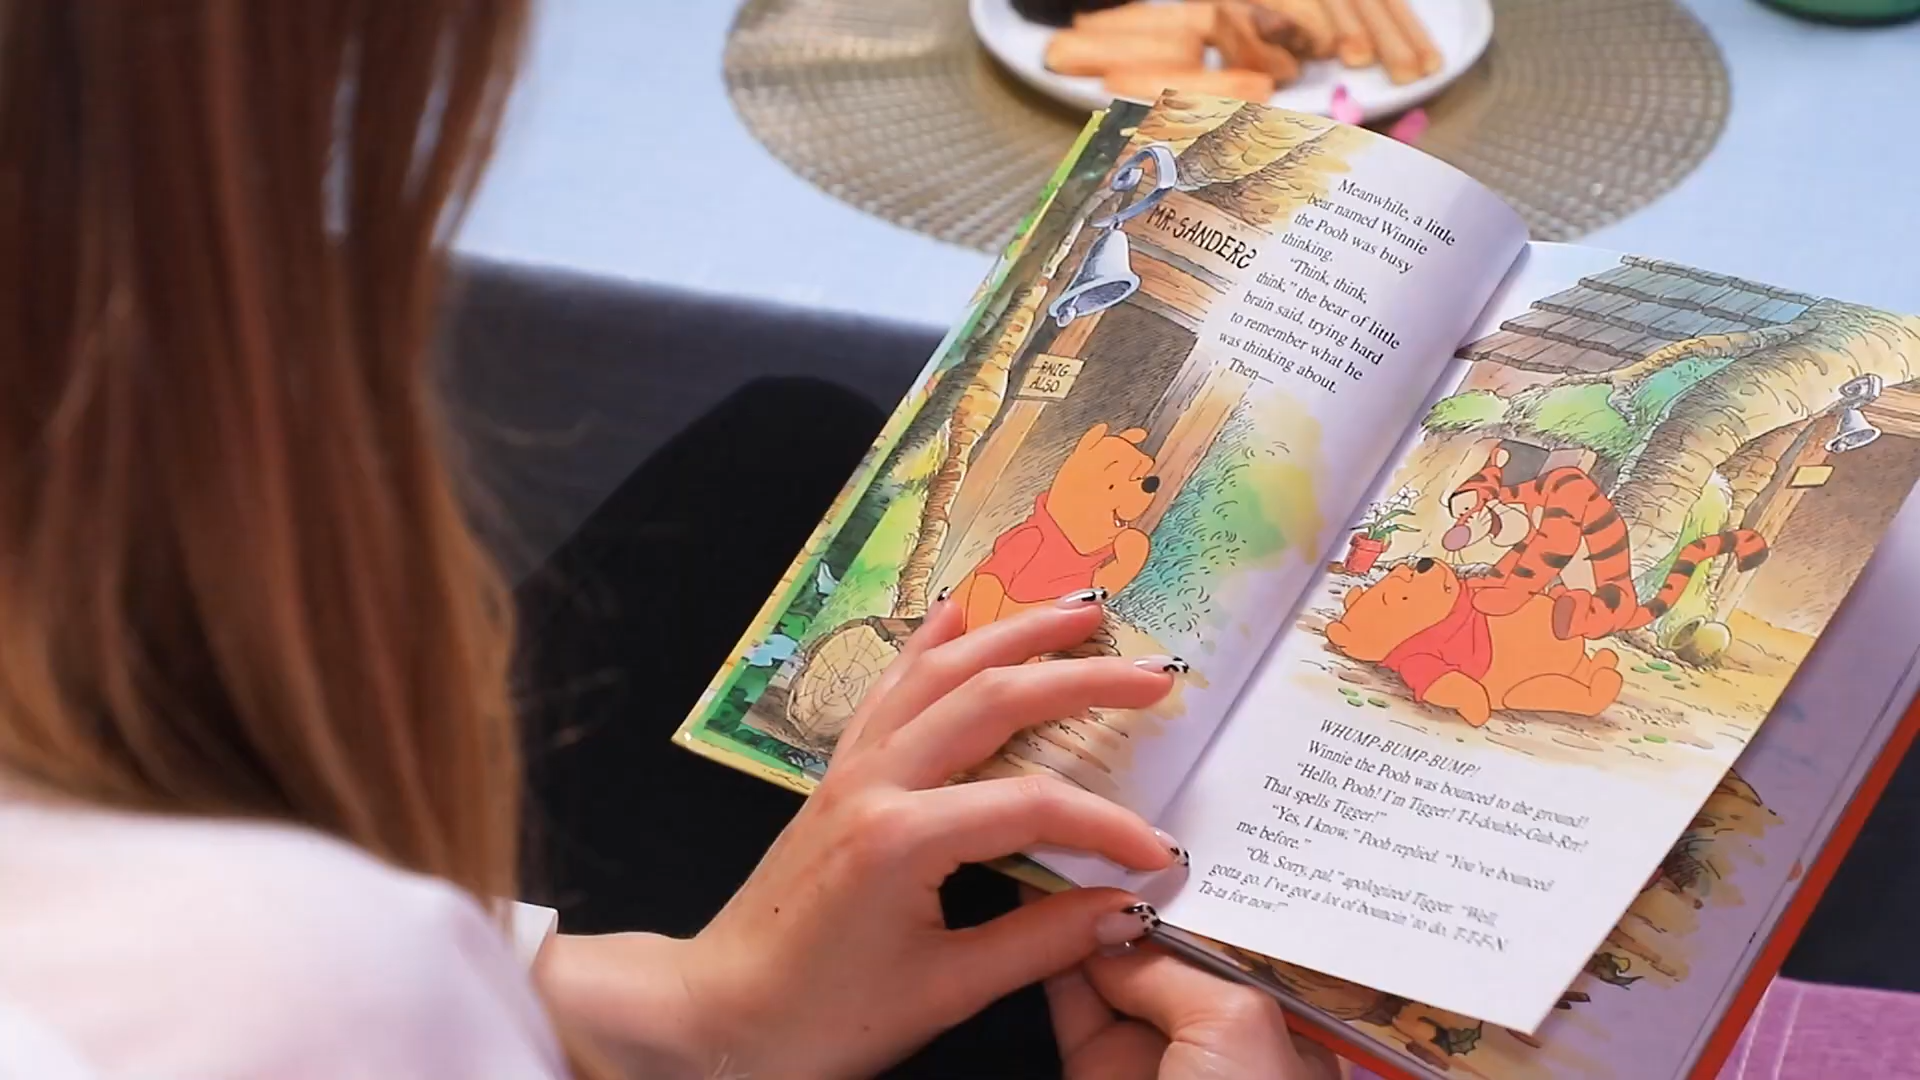 MR. SANDERS
RNIG
ALSO
Meanwhile, a little
bear named Winnie
the Pooh was busy
thinking.
"Think, think,
think," the bear of little
brain said, trying hard
to remember what he
was thinking about.
Then—
WHUMP-BUMP-BUMP!
Winnie the Pooh was bounced to the ground!
"Hello, Pooh! I'm Tigger! T-I-double-Guh-Rrr!
That spells Tigger!"
"Yes, I know," Pooh replied. "You've bounced
me before."
"Oh. Sorry, pal," apologized Tigger. "Well,
gotta go. I've got a lot of bouncin' to do. T-T-F-N.
Ta-ta for now!"